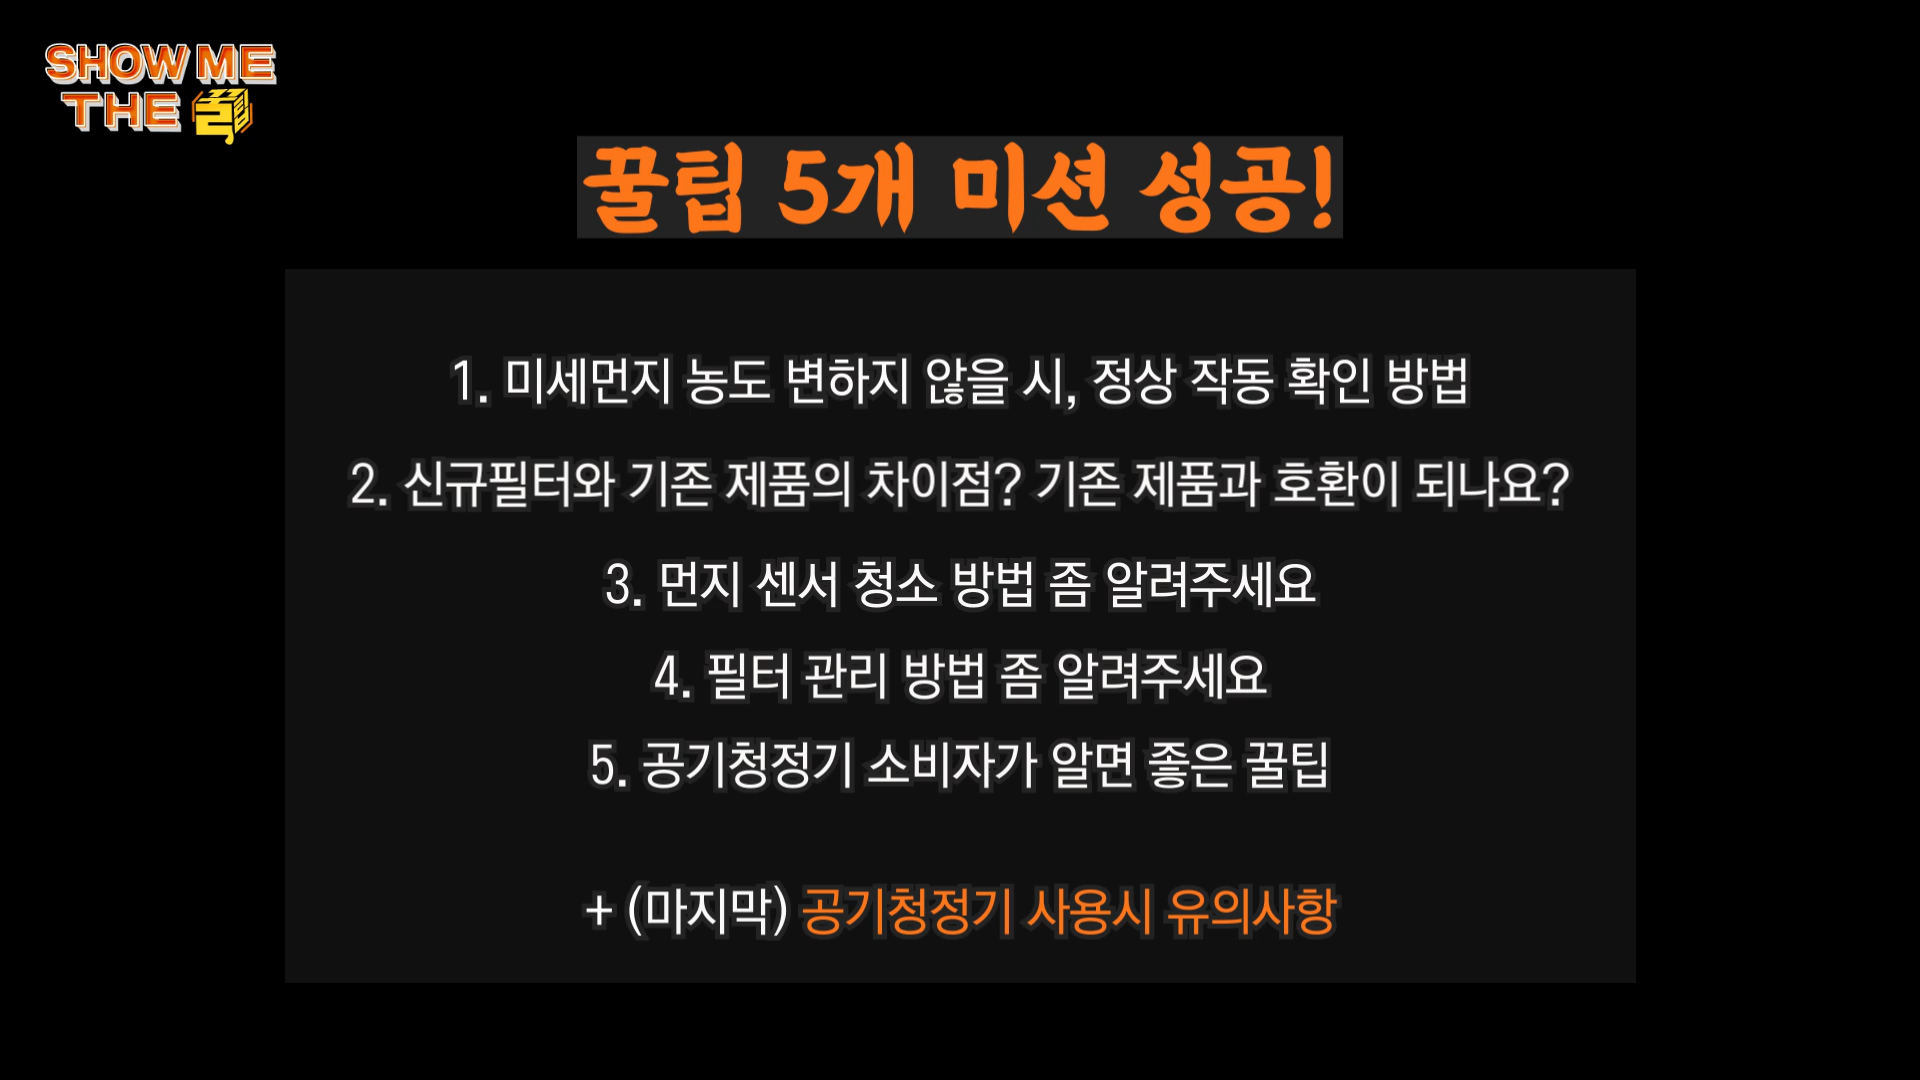 SHOW ME
THE 꿀
꿀팁 5개 미션 성공!
1. 미세먼지 농도 변하지 않을 시, 정상 작동 확인 방법
2. 신규필터와 기존 제품의 차이점? 기존 제품과 호환이 되나요?
3. 먼지 센서 청소 방법 좀 알려주세요
4. 필터 관리 방법 좀 알려주세요
5. 공기청정기 소비자가 알면 좋은 꿀팁
+ (마지막) 공기청정기 사용시 유의사항